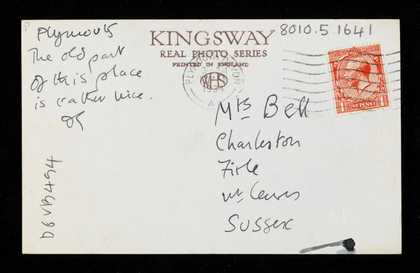 KINGSWAY
REAL PHOTO SERIES
PRINTED IN ENGLAND
8010.5.1641
Plymouth
The old part
of this place
is rather nice.
Mrs Bell
Charleston
Firle
Nr Lewes
SUSSEX